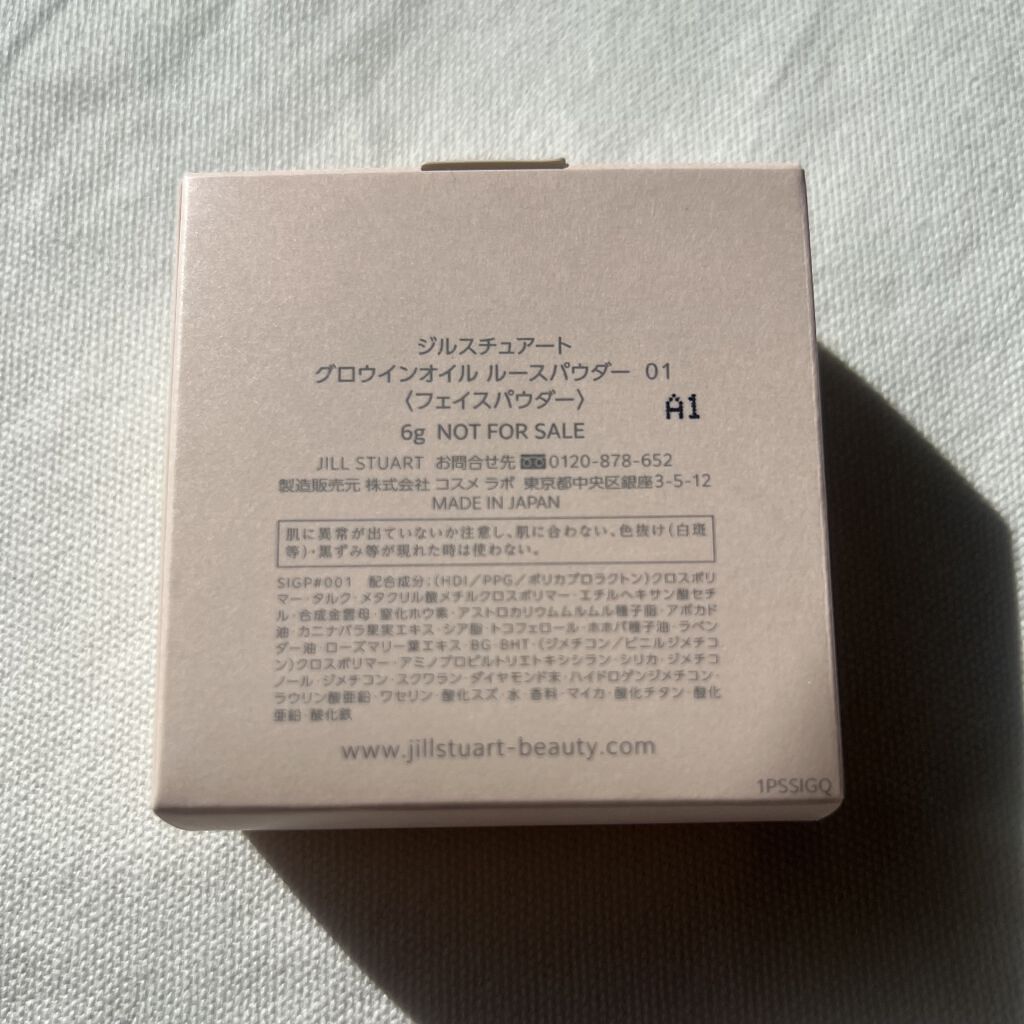 ジルスチュアート
グロウインオイル ルースパウダー 01
〈フェイスパウダー〉
A1
6g NOT FOR SALE
JILL STUART お問合せ先 0120-878-652
製造販売元 株式会社 コスメ ラボ 東京都中央区銀座3-5-12
MADE IN JAPAN
肌に異常が出ていないか注意し、肌に合わない、色抜け(白斑
等)・黒ずみ等が現れた時は使わない。
SIGP#001 配合成分:(HDI/PPG/ポリカプロラクトン)クロスポリ
マー・タルク・メタクリル酸メチルクロスポリマー・エチルヘキサン酸セチ
ル・合成金雲母・窒化ホウ素・アストロカリウムムルムル種子脂・アボカド
油・カニナバラ果実エキス・シア脂・トコフェロール・ホホバ種子油・ラベン
ダー油・ローズマリー葉エキス・BG・BHT・(ジメチコン/ビニルジメチコ
ン)クロスポリマー・アミノプロピルトリエトキシシラン・シリカ・ジメチコ
ノール・ジメチコン・スクワラン・ダイヤモンド末・ハイドロゲンジメチコン・
ラウリン酸亜鉛・ワセリン・酸化スズ・水・香料・マイカ・酸化チタン・酸化
亜鉛・酸化鉄
www.jillstuart-beauty.com
1PSSIGQ